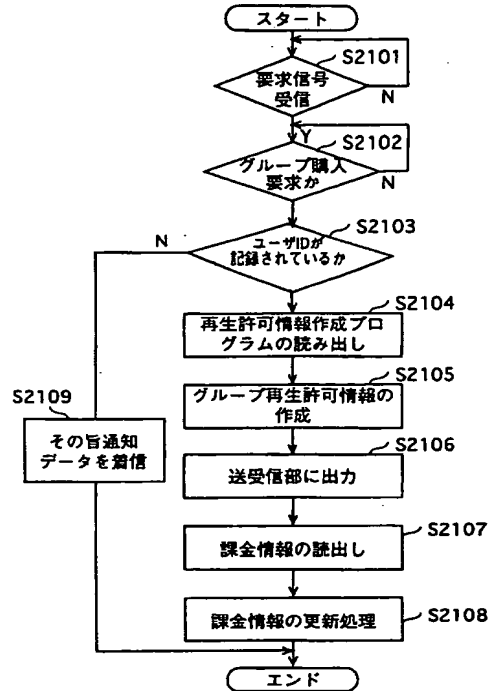 スタート
S2101
要求信号
受信
N
Y
S2102
グループ購入
要求か
N
S2103
N
ユーザIDが
記録されているか
S2104
再生許可情報作成プロ
グラムの読み出し
S2105
グループ再生許可情報の
作成
S2109
その旨通知
データを着信
S2106
送受信部に出力
S2107
課金情報の読出し
S2108
課金情報の更新処理
エンド